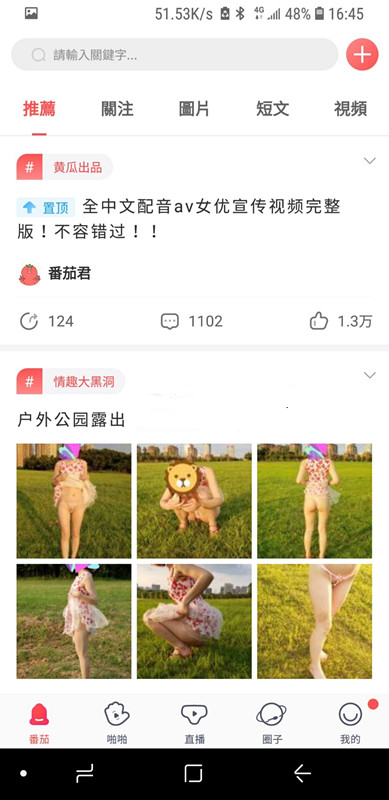 51.53K/s 4G 48% 16:45
請輸入關鍵字...
推薦 關注 圖片 短文 視頻
# 黄瓜出品
置顶 全中文配音av女优宣传视频完整
版！不容错过！！
番茄君
124 1102 1.3万
# 情趣大黑洞
户外公园露出
番茄 啪啪 直播 圈子 我的